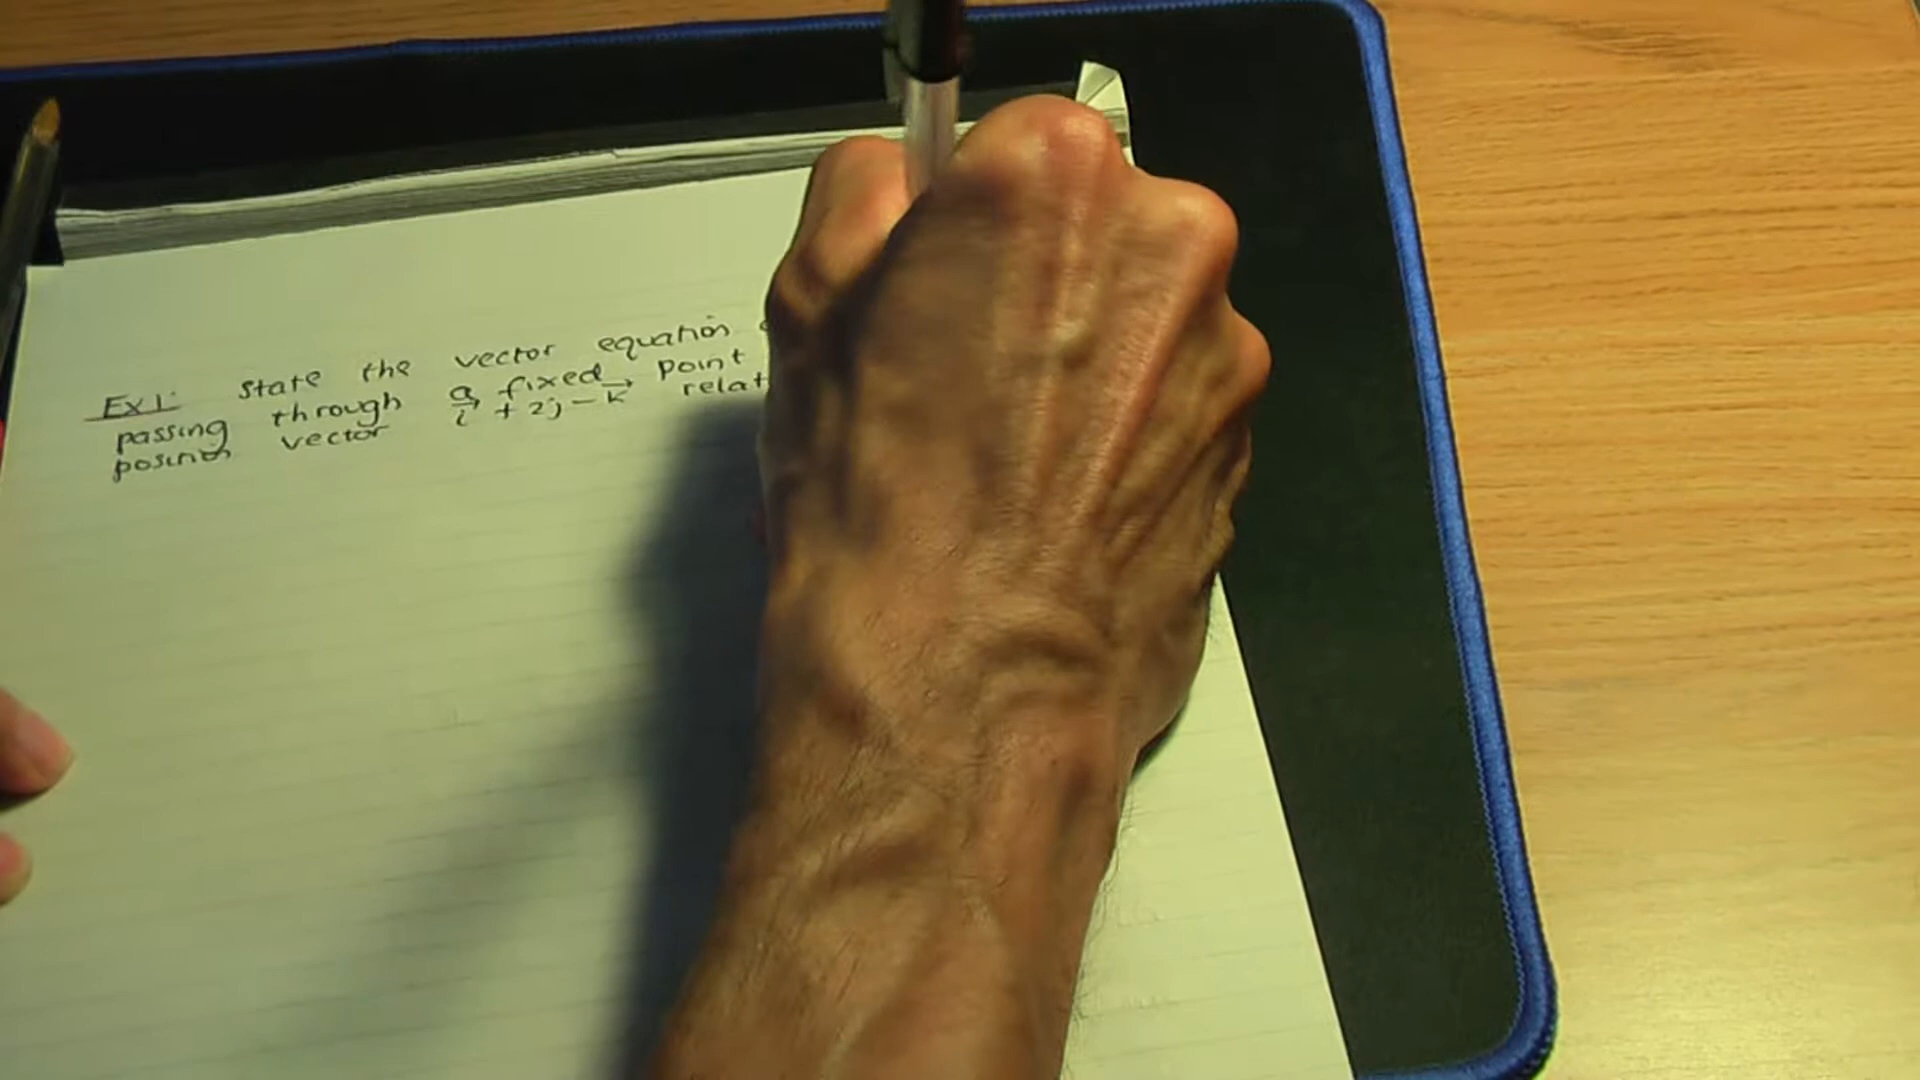 Ex1: State the vector equation
passing through a fixed point
position vector i + 2j - k relat